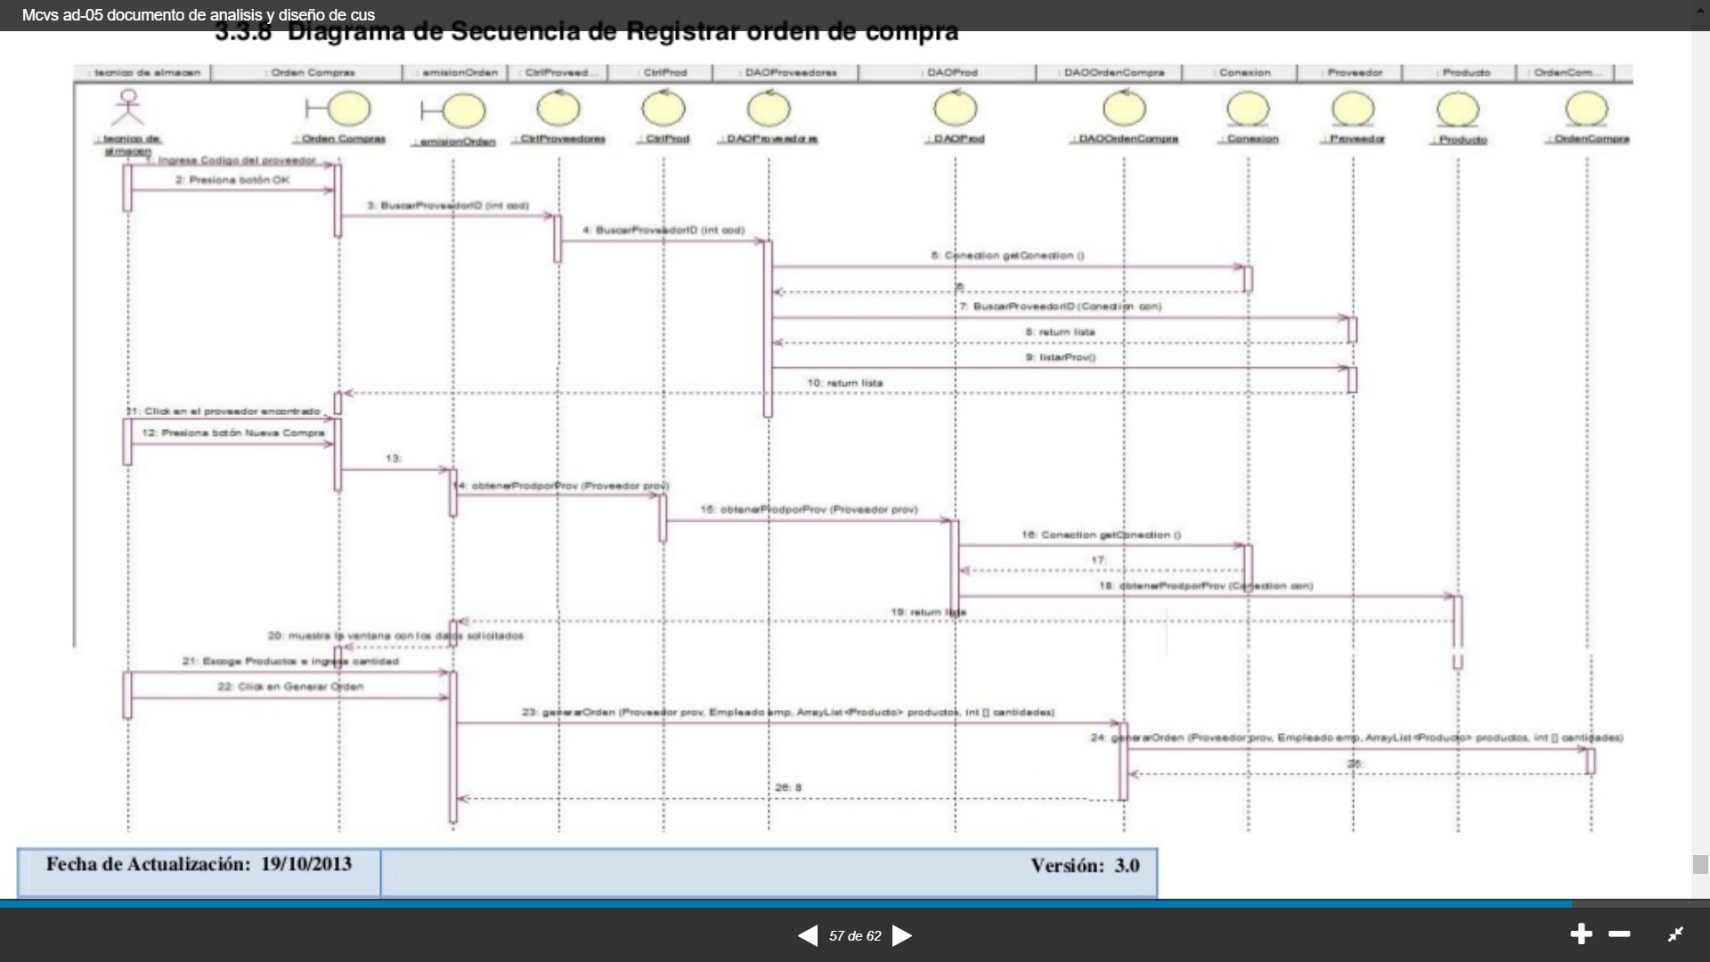 Mcvs ad-05 documento de analisis y diseño de cus
3.3.8 Diagrama de Secuencia de Registrar orden de compra
: tecnico de almacen
: Orden Compras
: emisionOrden
: CtrlProveed...
: CtrlProd
: DAOProveedores
: DAOProd
: DAOOrdenCompra
: Conexion
: Proveedor
: Producto
: OrdenCom...
: tecnico de
almacen
: Orden Compras
: emisionOrden
: CtrlProveedores
: CtrlProd
: DAOProveedores
: DAOProd
: DAOOrdenCompra
: Conexion
: Proveedor
: Producto
: OrdenCompra
1: Ingresa Codigo del proveedor
2: Presiona botón OK
3: BuscarProveedorID (int cod)
4: BuscarProveedorID (int cod)
5: Conection getConection ()
6:
7: BuscarProveedorID (Conection con)
8: return lista
9: listarProv()
10: return lista
11: Click en el proveedor encontrado
12: Presiona botón Nueva Compra
13:
14: obtenerProdporProv (Proveedor prov)
15: obtenerProdporProv (Proveedor prov)
16: Conection getConection ()
17:
18: obtenerProdporProv (Conection con)
19: return lista
20: muestra la ventana con los datos solicitados
21: Escoge Productos e ingresa cantidad
22: Click en Generar Orden
23: generarOrden (Proveedor prov, Empleado emp, ArrayList<Producto> productos, int [] cantidades)
24: generarOrden (Proveedor prov, Empleado emp, ArrayList<Producto> productos, int [] cantidades)
25:
26: 8
Fecha de Actualización: 19/10/2013
Versión: 3.0
57 de 62